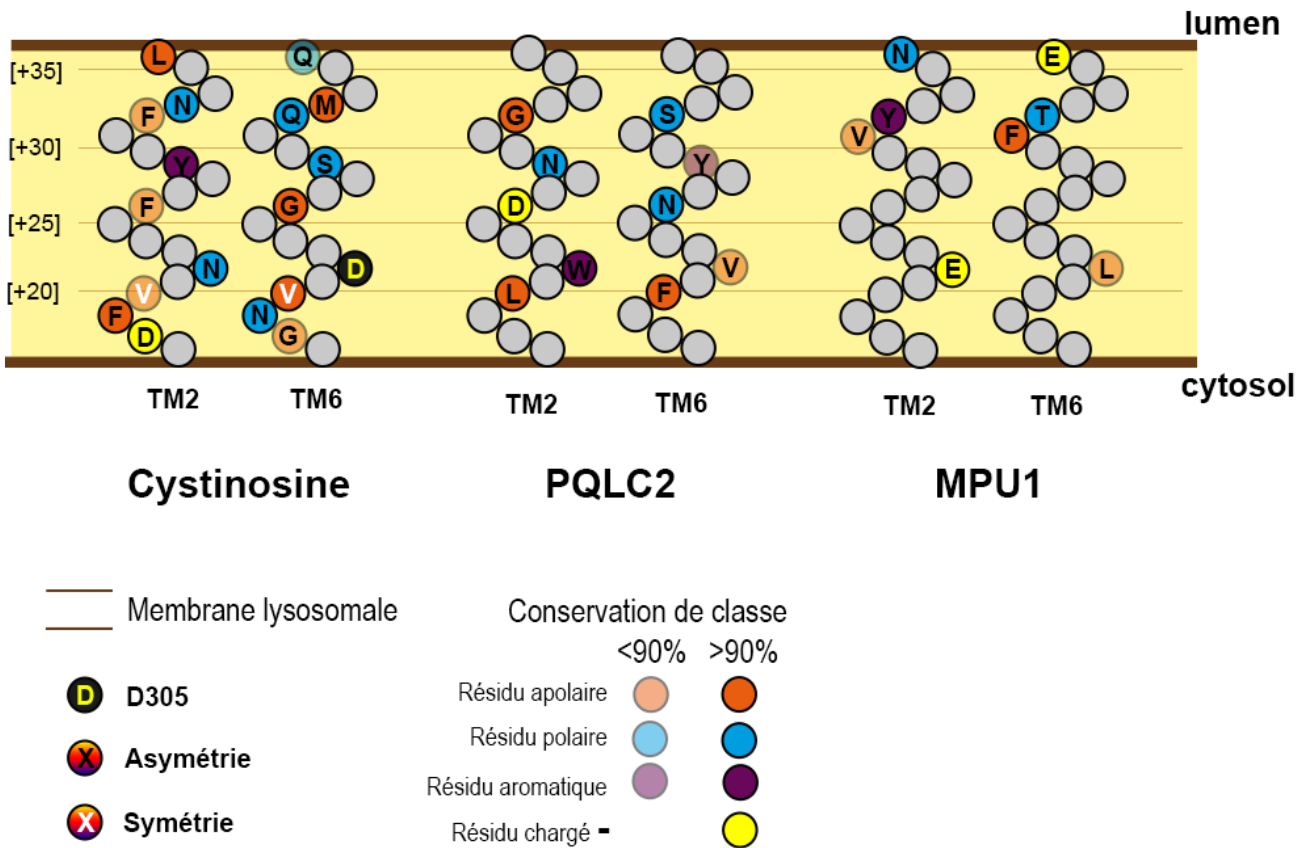 lumen
L Q N E
[+35]
N M G S Y T
F Q V F
[+30]
Y S N Y
F G D N
[+25]
N D W V E L
[+20]
V V L F
F N
D G
cytosol
TM2 TM6 TM2 TM6 TM2 TM6
Cystinosine PQLC2 MPU1
Membrane lysosomale
Conservation de classe
<90% >90%
D D305
Résidu apolaire
Résidu polaire
X Asymétrie
Résidu aromatique
X Symétrie
Résidu chargé -